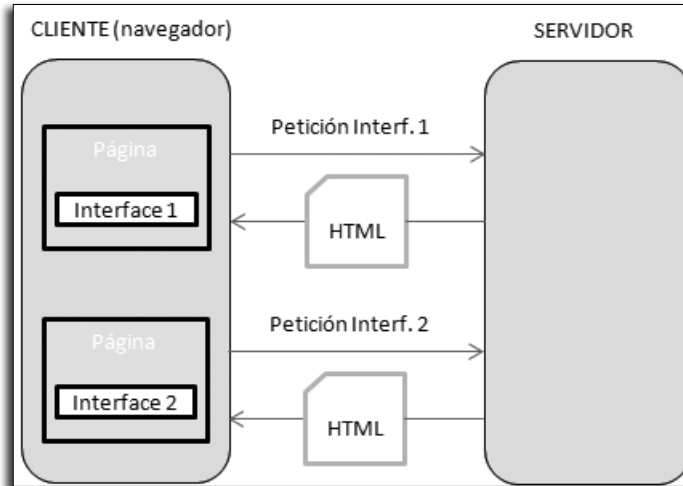 CLIENTE (navegador)
SERVIDOR
Petición Interf. 1
Página
Interface 1
HTML
Petición Interf. 2
Página
Interface 2
HTML